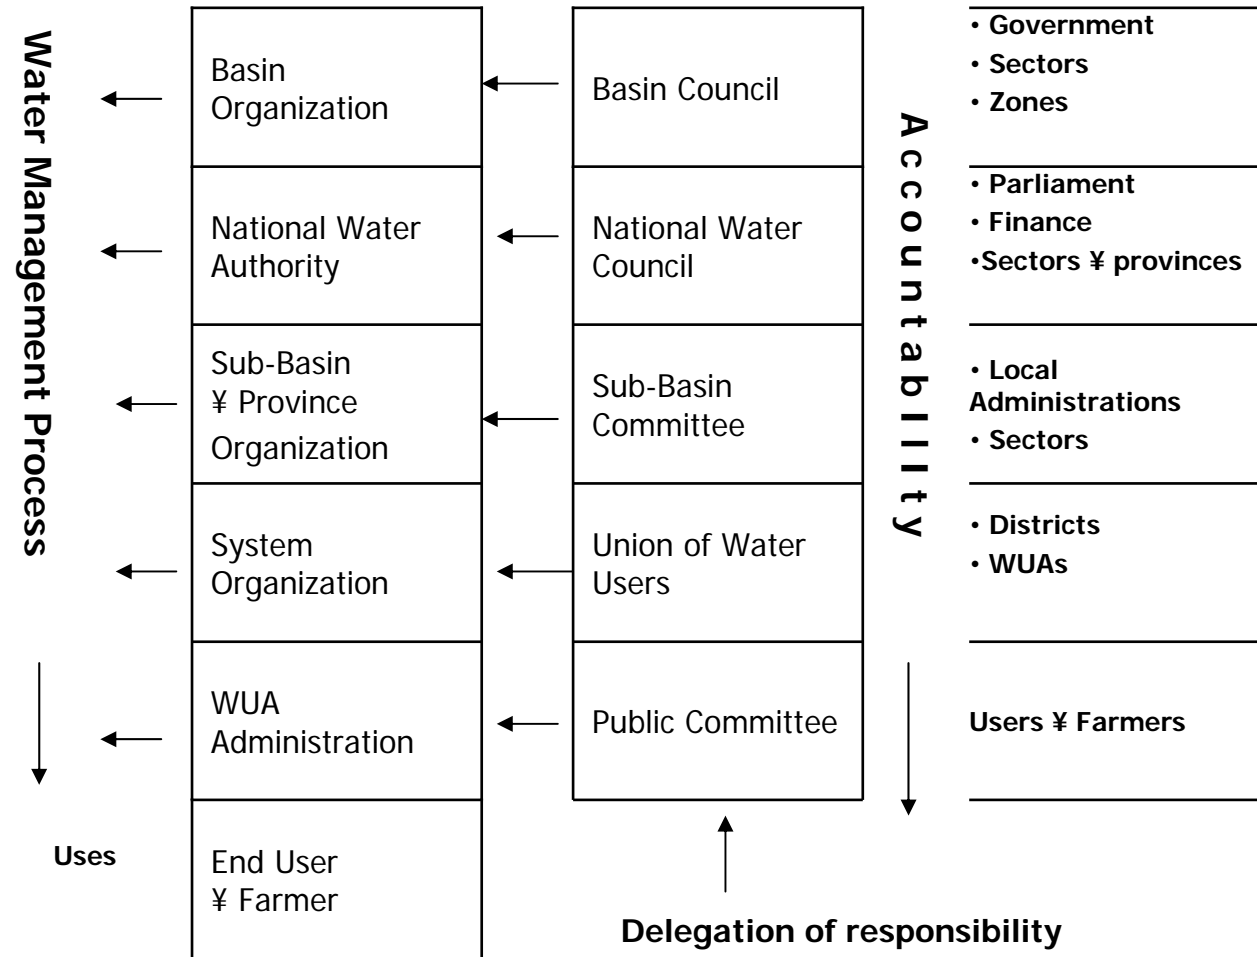 Water Management Process
Basin
Organization
Basin Council
Accountability
• Government
• Sectors
• Zones
National Water
Authority
National Water
Council
• Parliament
• Finance
•Sectors ¥ provinces
Sub-Basin
¥ Province
Organization
Sub-Basin
Committee
• Local
Administrations
• Sectors
System
Organization
Union of Water
Users
• Districts
• WUAs
WUA
Administration
Public Committee
Users ¥ Farmers
Uses
End User
¥ Farmer
Delegation of responsibility